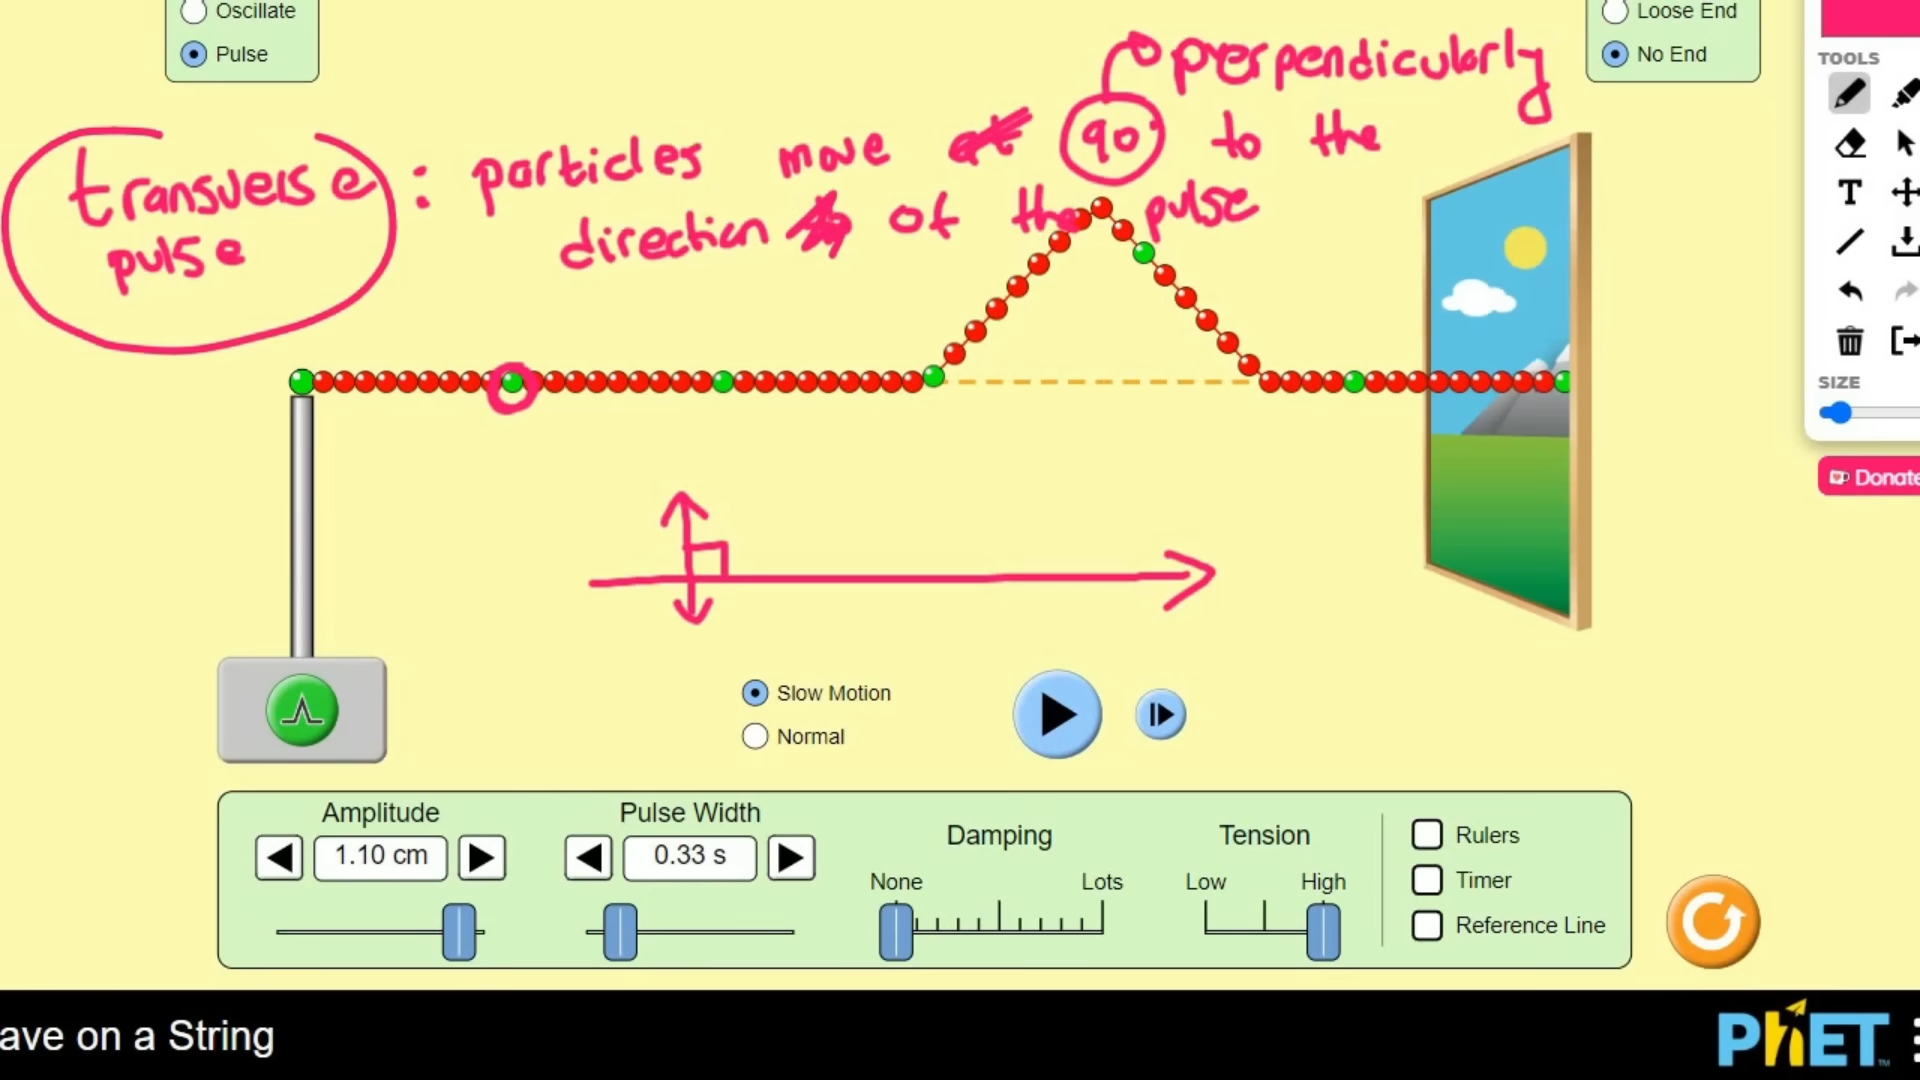 Oscillate
Pulse
Loose End
No End
TOOLS
perpendicularly
transverse : particles move 90° to the
pulse
direction of the pulse
SIZE
Donate
Slow Motion
Normal
Amplitude
1.10 cm
Pulse Width
0.33 s
Damping
None
Lots
Tension
Low
High
Rulers
Timer
Reference Line
ave on a String
PhET